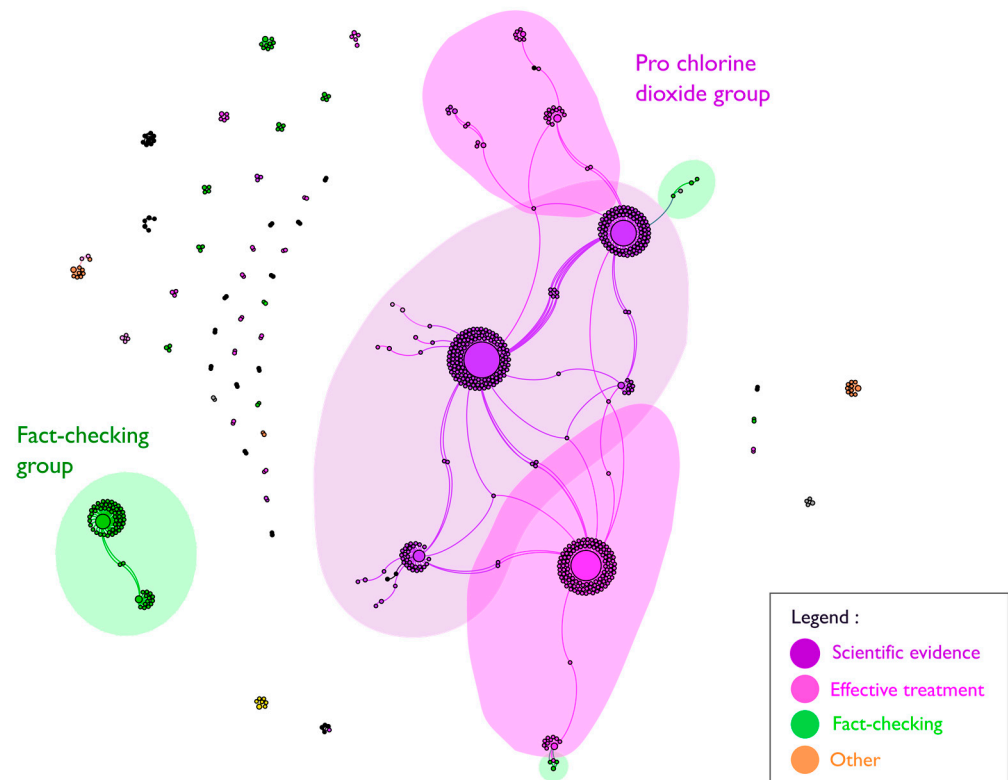 Pro chlorine
dioxide group
Fact-checking
group
Legend :
Scientific evidence
Effective treatment
Fact-checking
Other